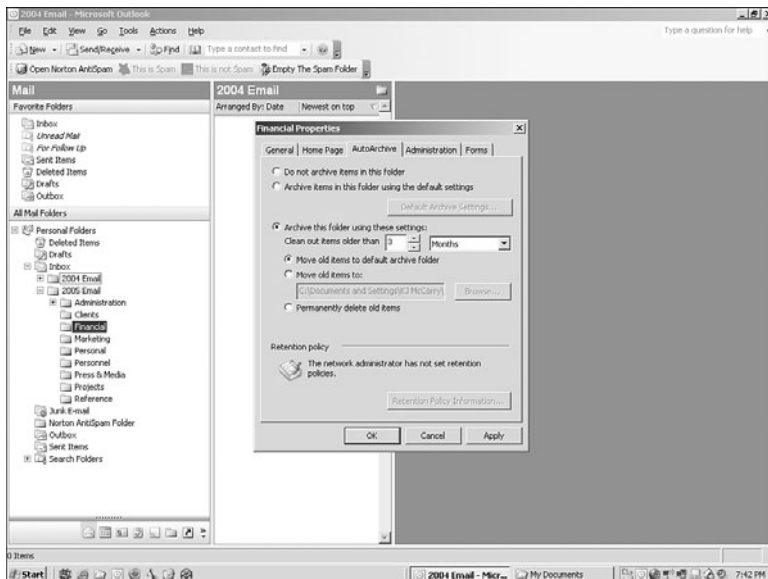 2004 Email - Microsoft Outlook
File Edit View Go Tools Actions Help
Type a question for help
New Send/Receive Find Type a contact to find
Open Norton AntiSpam This is Spam This is not Spam Empty The Spam Folder
Mail
2004 Email
Favorite Folders
Arranged By: Date Newest on top
Inbox
Unread Mail
For Follow Up
Sent Items
Deleted Items
Drafts
Outbox
All Mail Folders
Personal Folders
Deleted Items
Drafts
Inbox
2004 Email
2005 Email
Administration
Clients
Financial
Marketing
Personal
Personnel
Press & Media
Projects
Reference
Junk E-mail
Norton AntiSpam Folder
Outbox
Sent Items
Search Folders
Financial Properties
General Home Page AutoArchive Administration Forms
Do not archive items in this folder
Archive items in this folder using the default settings
Default Archive Settings...
Archive this folder using these settings:
Clean out items older than 3 Months
Move old items to default archive folder
Move old items to:
C:\Documents and Settings\KJ McCorry\ Browse...
Permanently delete old items
Retention policy
The network administrator has not set retention
policies.
Retention Policy Information...
OK Cancel Apply
0 Items
Start 2004 Email - Micr... My Documents 7:42 PM